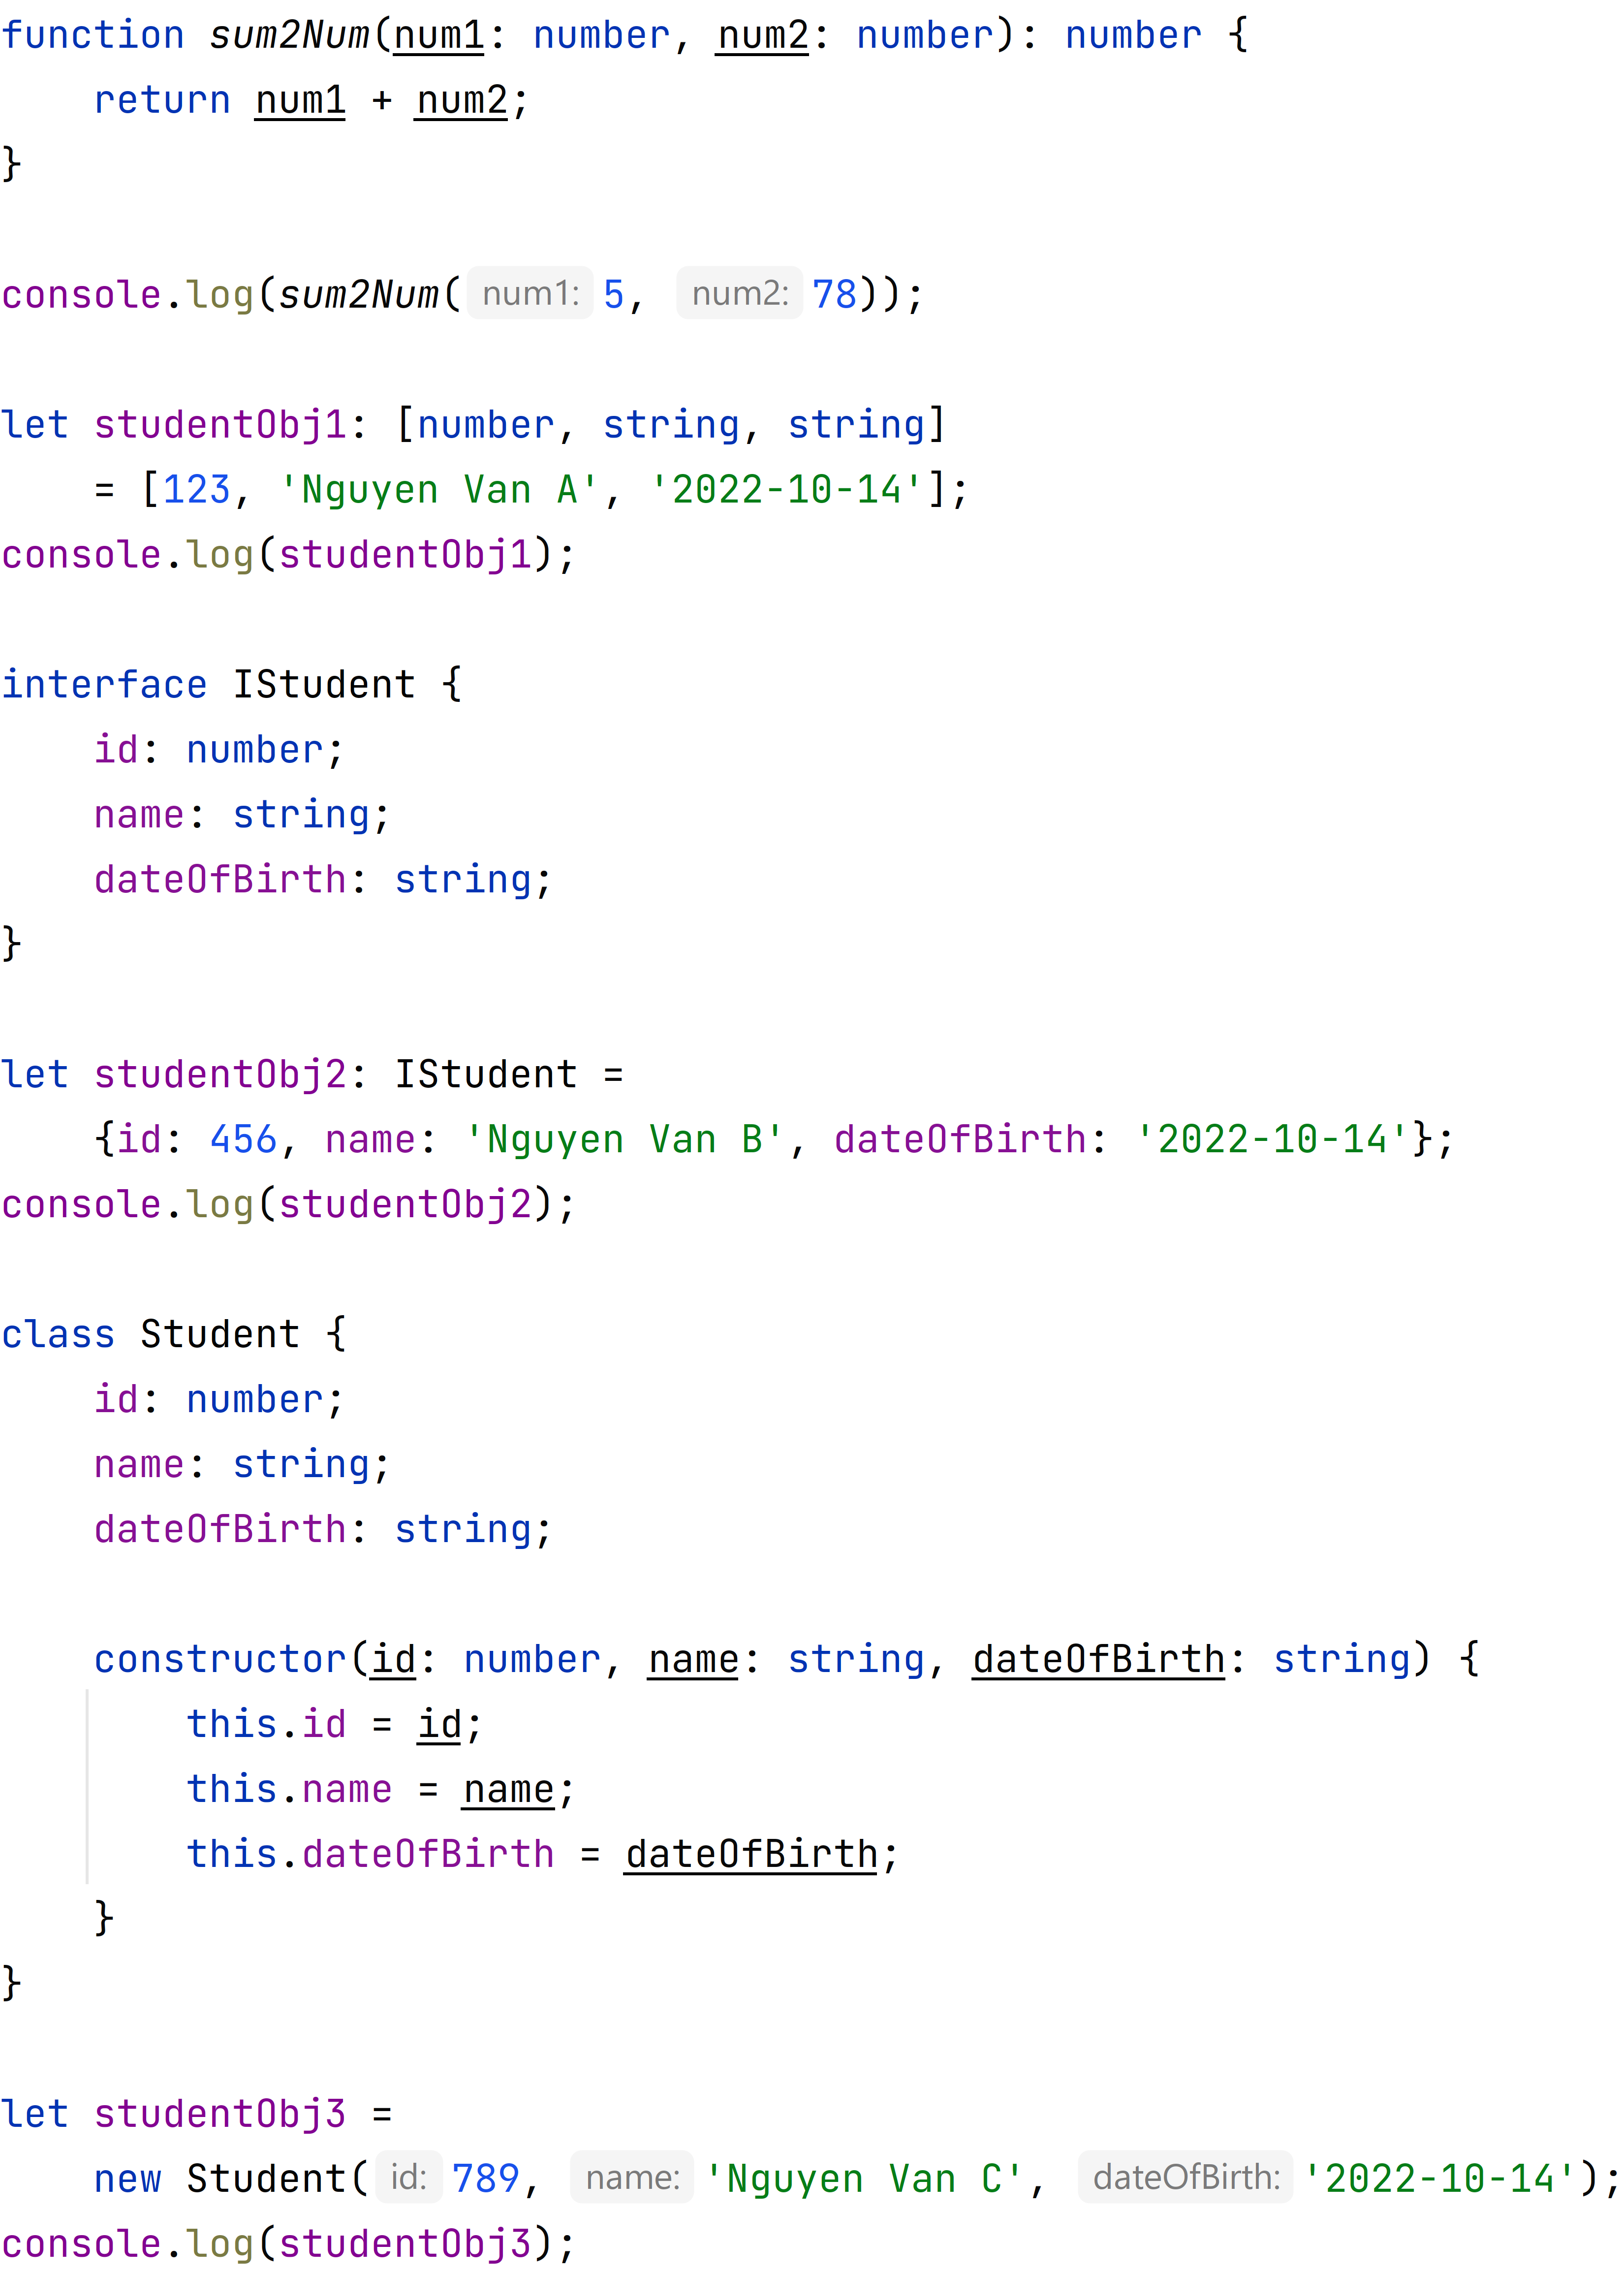 function sum2Num(num1: number, num2: number): number {
    return num1 + num2;
}

console.log(sum2Num( num1: 5, num2: 78));

let studentObj1: [number, string, string]
    = [123, 'Nguyen Van A', '2022-10-14'];
console.log(studentObj1);

interface IStudent {
    id: number;
    name: string;
    dateOfBirth: string;
}

let studentObj2: IStudent =
    {id: 456, name: 'Nguyen Van B', dateOfBirth: '2022-10-14'};
console.log(studentObj2);

class Student {
    id: number;
    name: string;
    dateOfBirth: string;

    constructor(id: number, name: string, dateOfBirth: string) {
        this.id = id;
        this.name = name;
        this.dateOfBirth = dateOfBirth;
    }
}

let studentObj3 =
    new Student( id: 789, name: 'Nguyen Van C', dateOfBirth: '2022-10-14');
console.log(studentObj3);